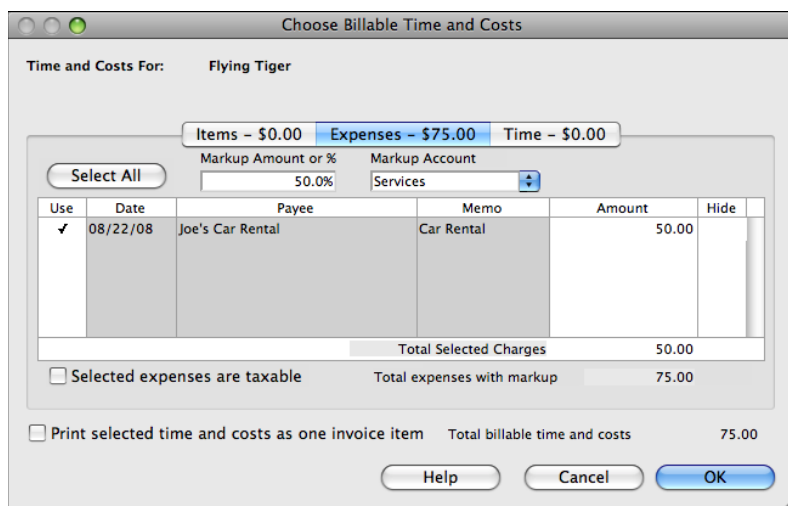 Choose Billable Time and Costs
Time and Costs For: Flying Tiger
Items – $0.00 Expenses – $75.00 Time – $0.00
Markup Amount or % Markup Account
Select All 50.0% Services
Use Date Payee Memo Amount Hide
✓ 08/22/08 Joe's Car Rental Car Rental 50.00
Total Selected Charges 50.00
Selected expenses are taxable Total expenses with markup 75.00
Print selected time and costs as one invoice item Total billable time and costs 75.00
Help Cancel OK